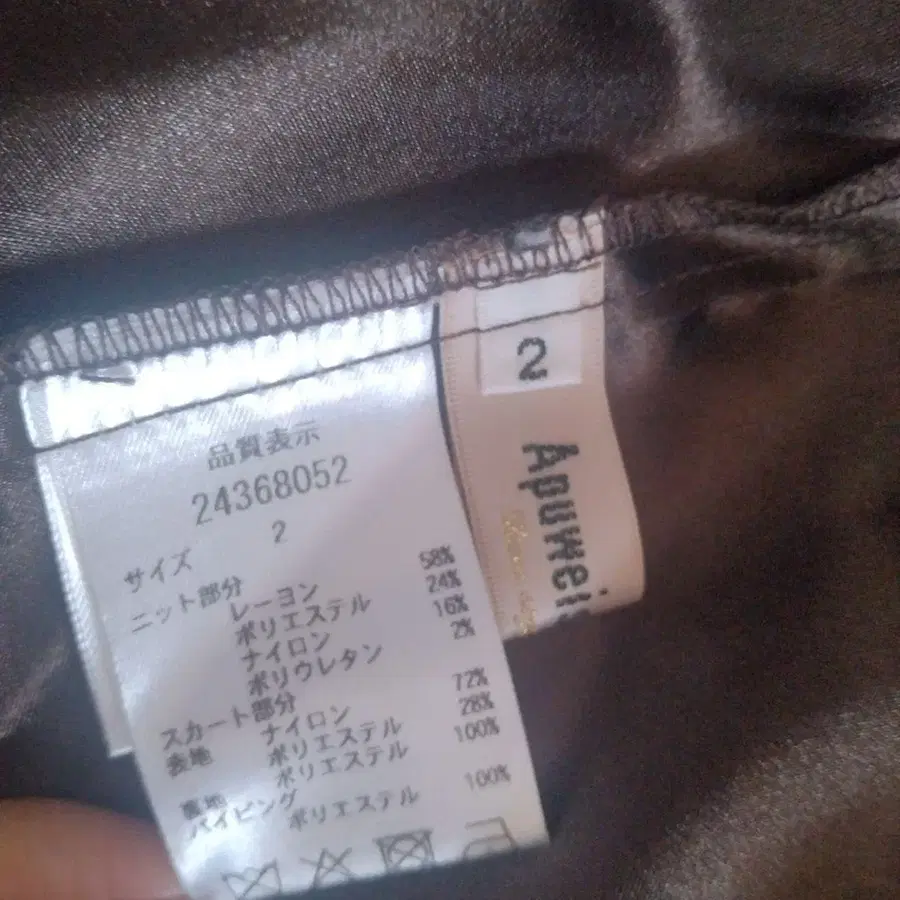 品質表示
24368052
サイズ 2
ニット部分
レーヨン 58%
ポリエステル 24%
ナイロン 16%
ポリウレタン 2%
スカート部分
表地 ナイロン 72%
ポリエステル 28%
裏地 ポリエステル 100%
パイピング
ポリエステル 100%
2
Apuwei